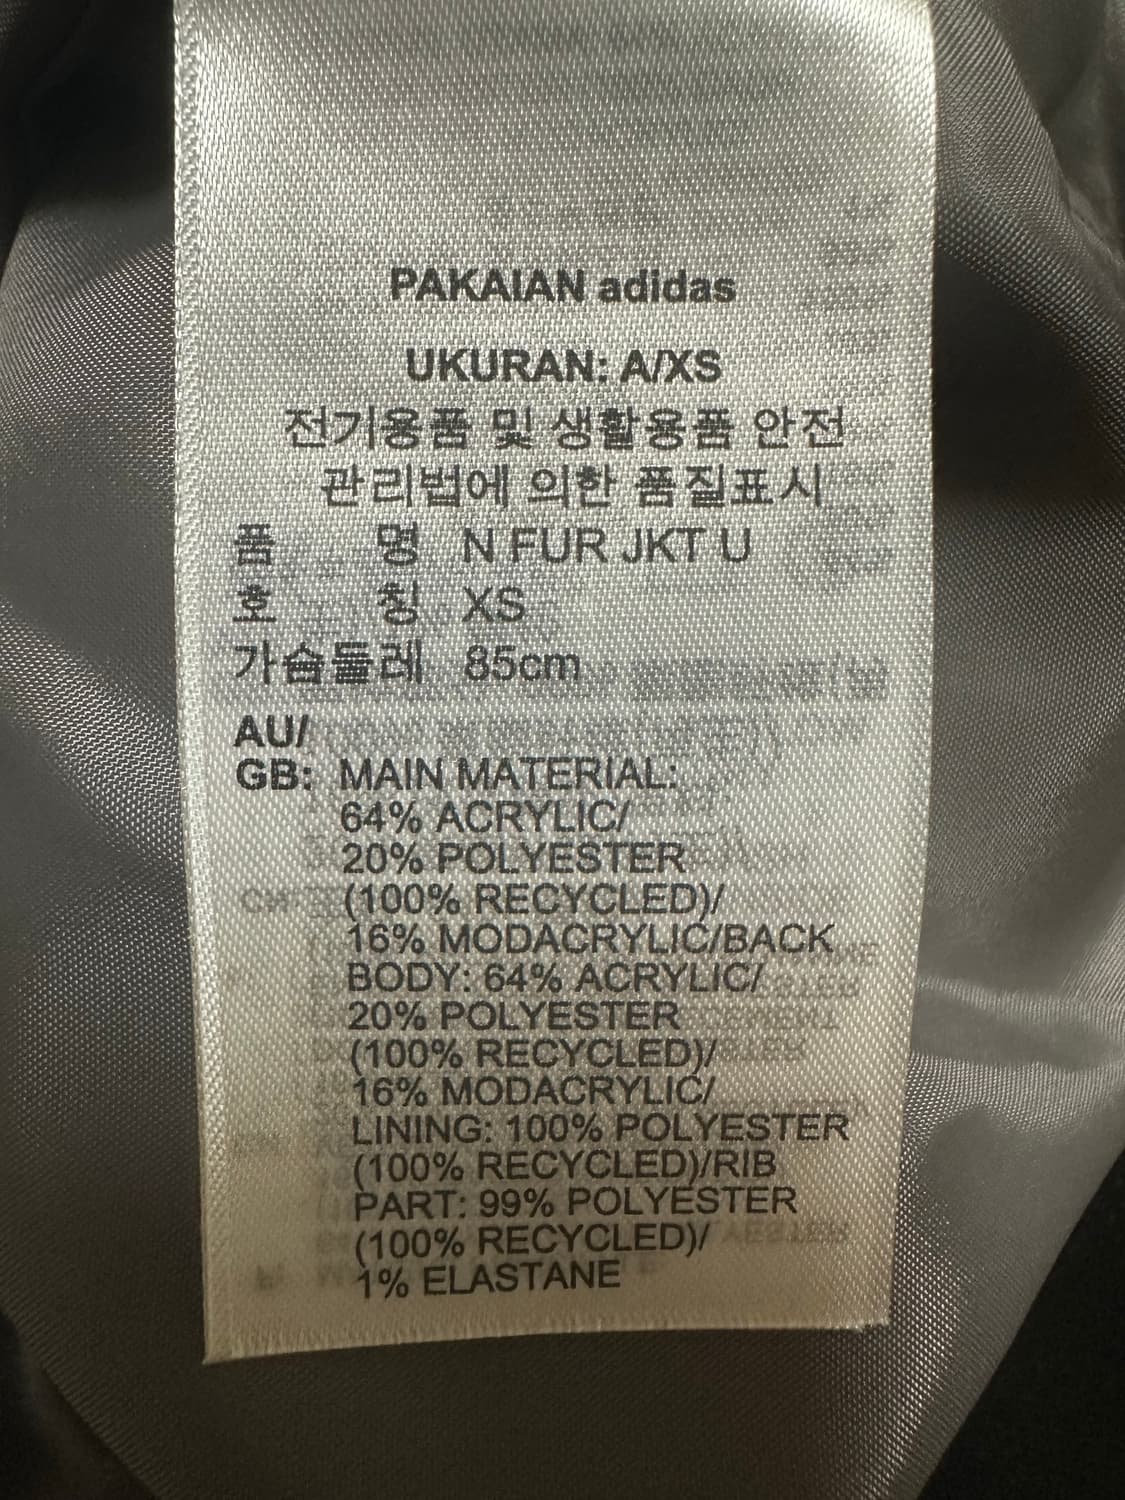 PAKAIAN adidas
UKURAN: A/XS
전기용품 및 생활용품 안전
관리법에 의한 품질표시
품 명 N FUR JKT U
호 칭 XS
가슴둘레 85cm
AU/
GB: MAIN MATERIAL:
64% ACRYLIC/
20% POLYESTER
(100% RECYCLED)/
16% MODACRYLIC/BACK
BODY: 64% ACRYLIC/
20% POLYESTER
(100% RECYCLED)/
16% MODACRYLIC/
LINING: 100% POLYESTER
(100% RECYCLED)/RIB
PART: 99% POLYESTER
(100% RECYCLED)/
1% ELASTANE